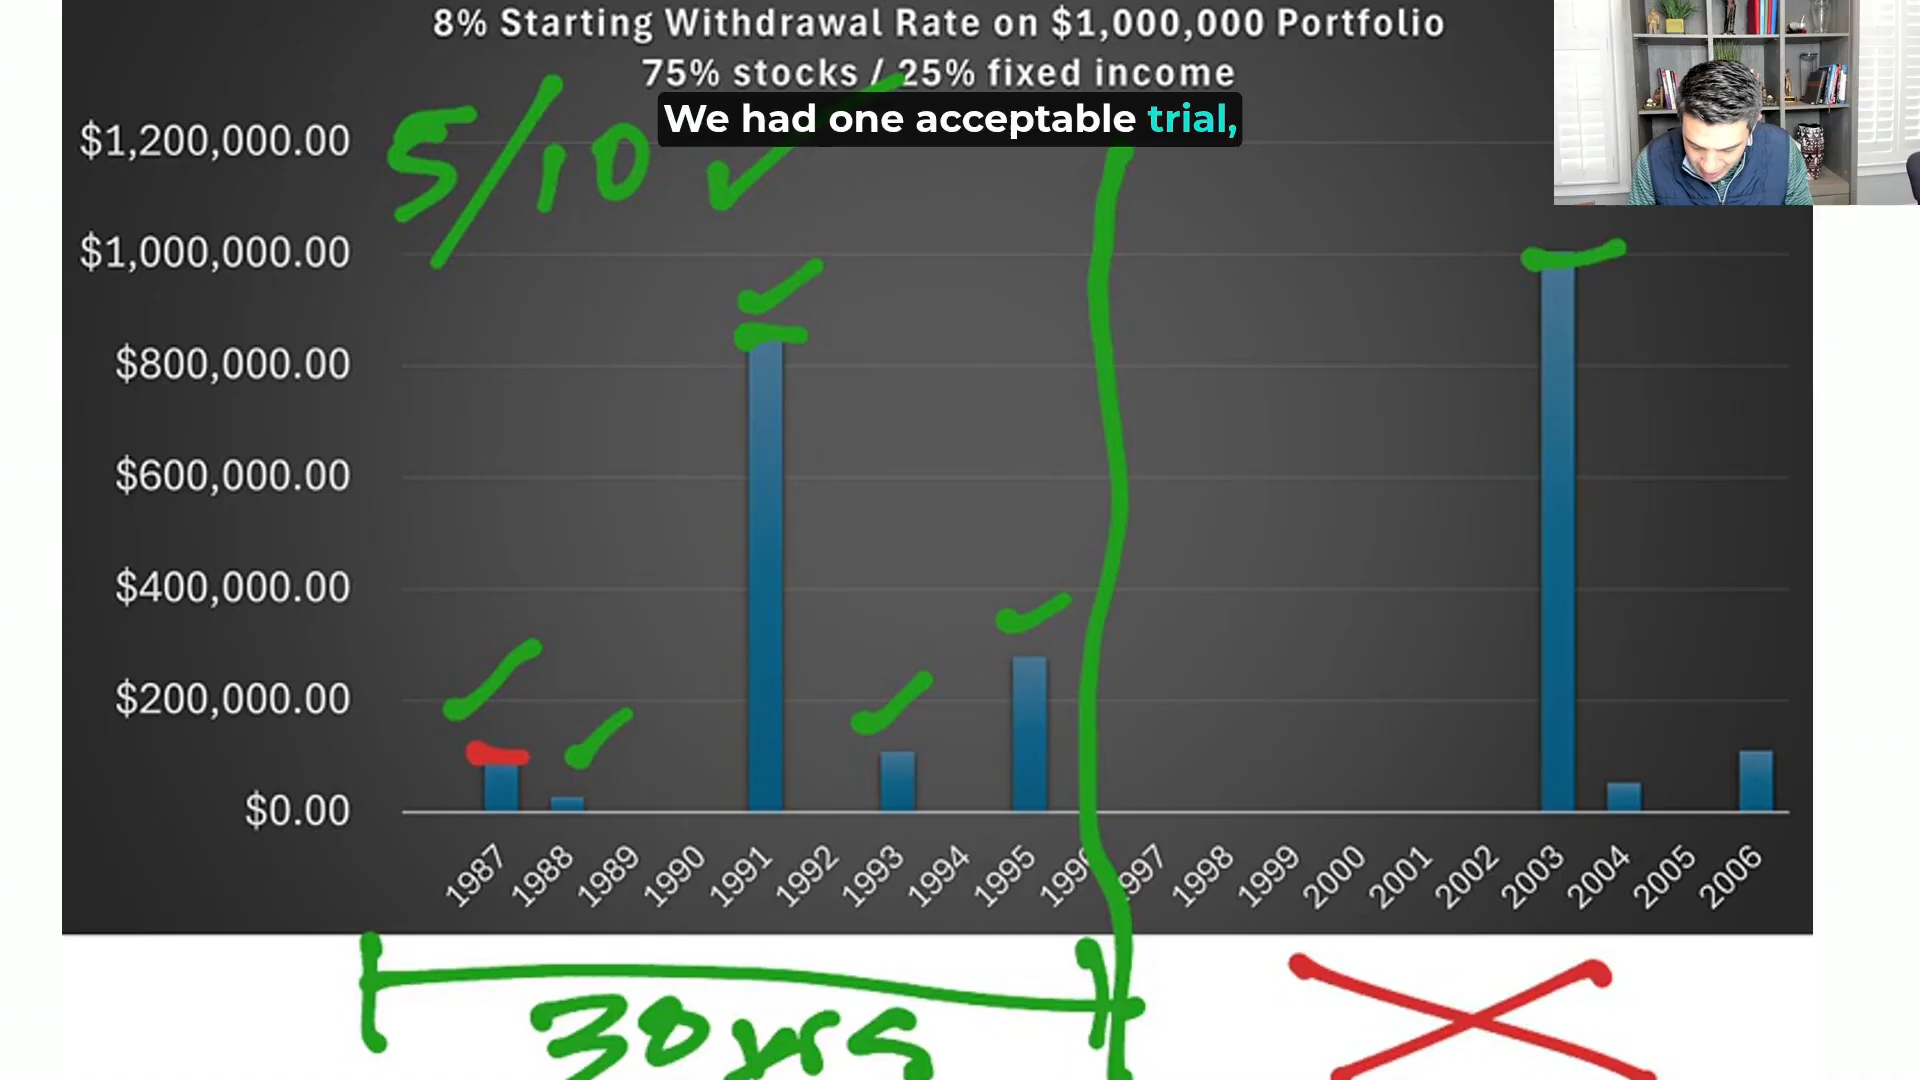 8% Starting Withdrawal Rate on $1,000,000 Portfolio
75% stocks / 25% fixed income
We had one acceptable trial,
5/10
$1,200,000.00
$1,000,000.00
$800,000.00
$600,000.00
$400,000.00
$200,000.00
$0.00
1987 1988 1989 1990 1991 1992 1993 1994 1995 1996 1997 1998 1999 2000 2001 2002 2003 2004 2005 2006
30 yrs